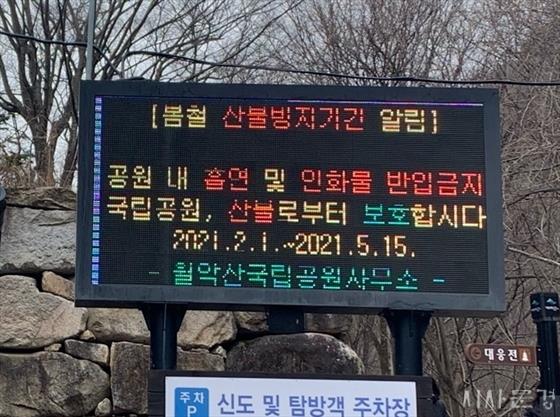 [봄철 산불방지기간 알림]
공원 내 흡연 및 인화물 반입금지
국립공원, 산불로부터 보호합시다
2021.2.1.~2021.5.15.
- 월악산국립공원사무소 -
대웅전
주차
P
신도 및 탐방객 주차장